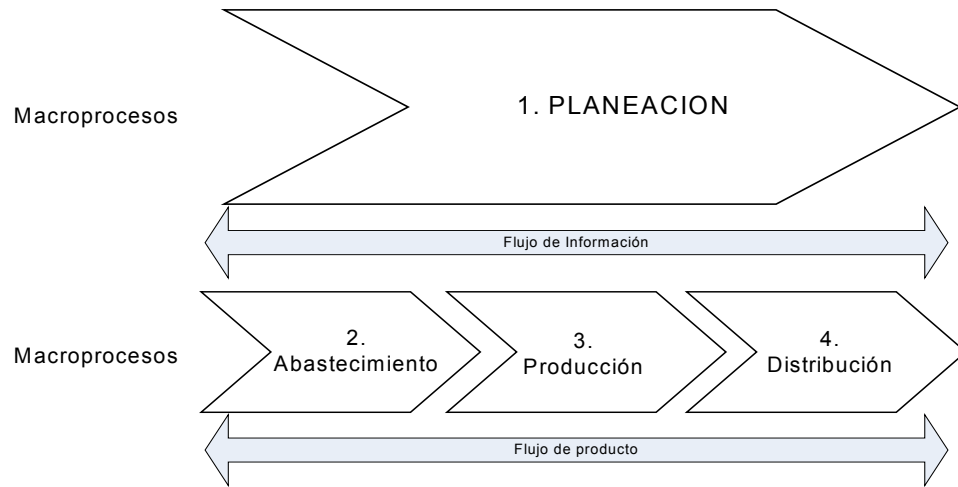 Macroprocesos
1. PLANEACION
Flujo de Información
Macroprocesos
2.
Abastecimiento
3.
Producción
4.
Distribución
Flujo de producto